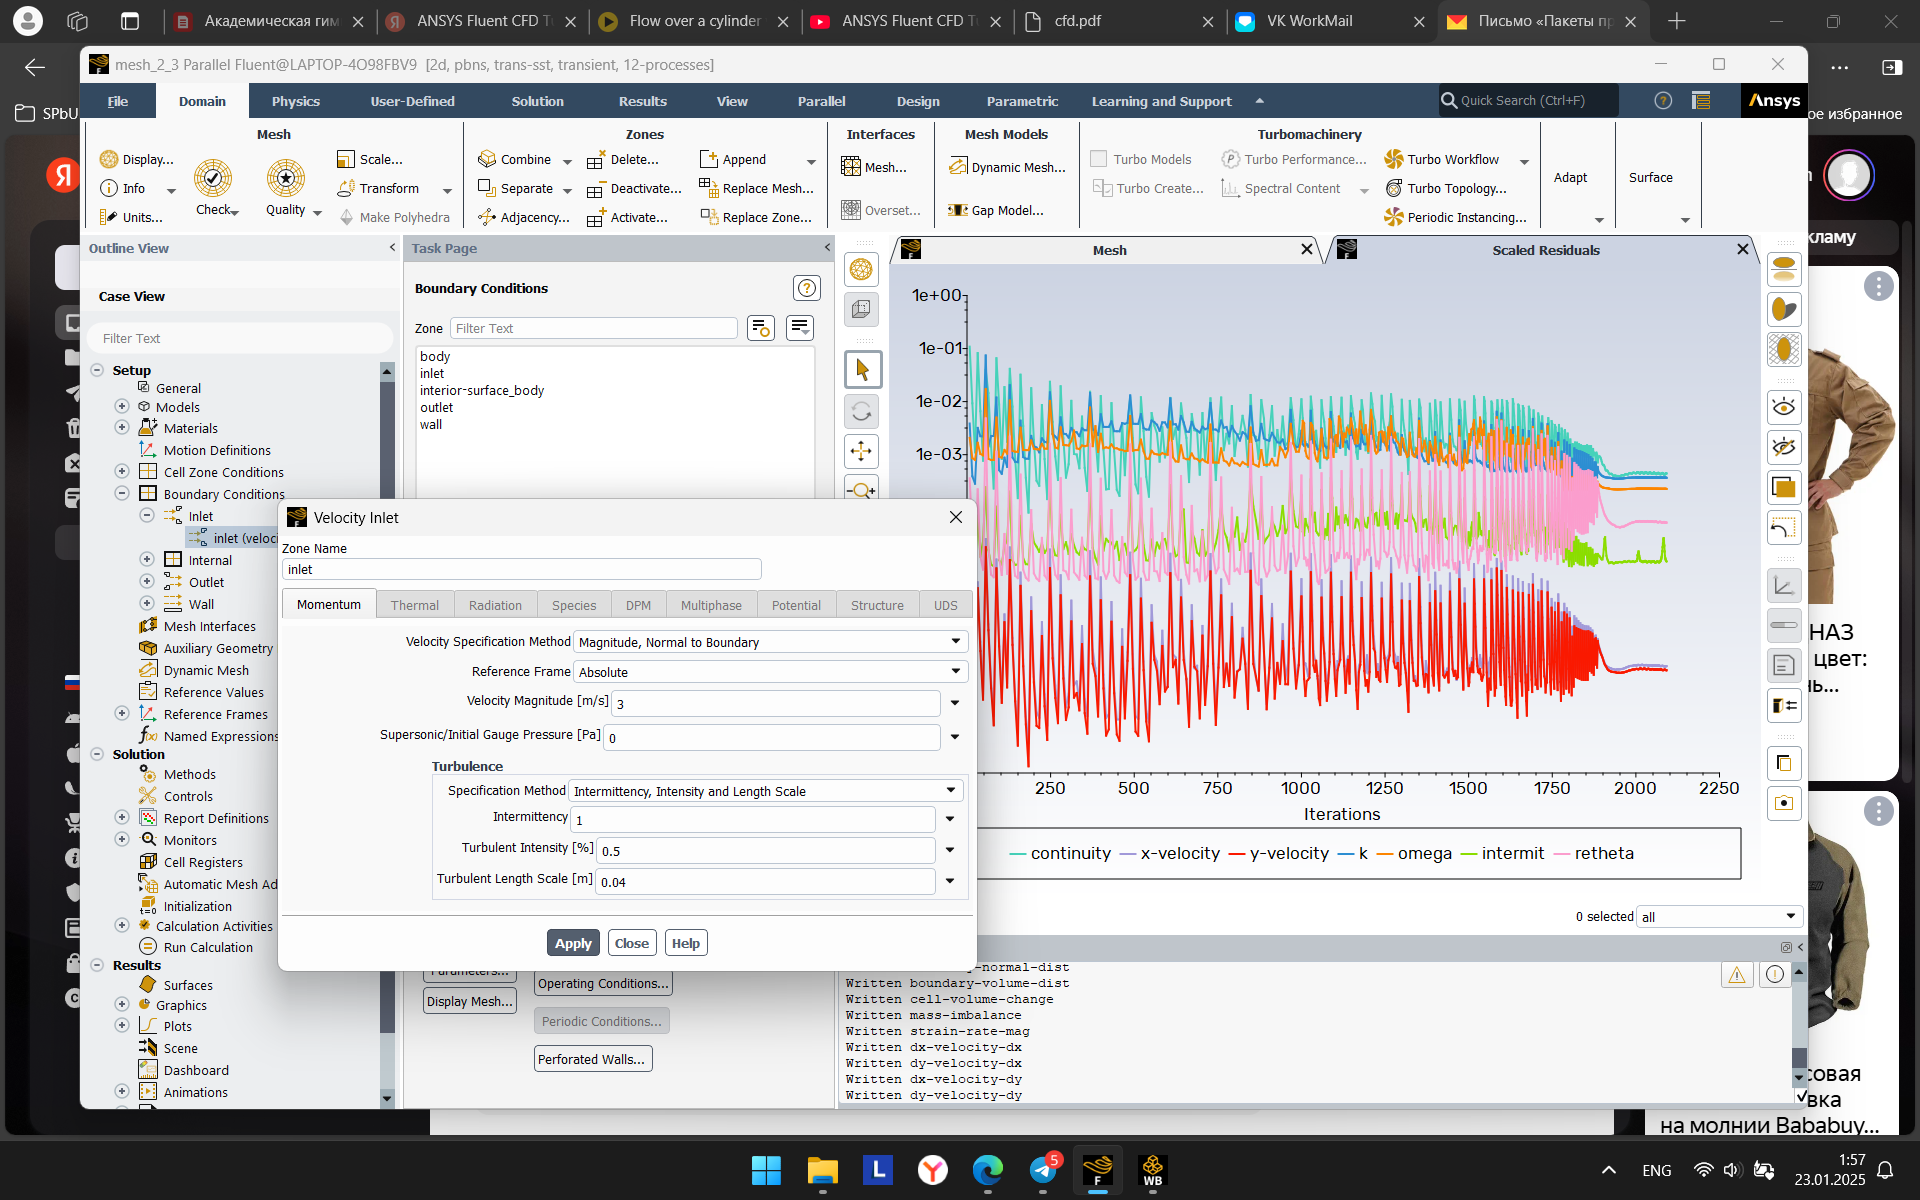 Академическая гим
ANSYS Fluent CFD Tu
Flow over a cylinder
ANSYS Fluent CFD Tu
cfd.pdf
VK WorkMail
Письмо «Пакеты пр
mesh_2_3 Parallel Fluent@LAPTOP-4O98FBV9 [2d, pbns, trans-sst, transient, 12-processes]
File Domain Physics User-Defined Solution Results View Parallel Design Parametric Learning and Support
Quick Search (Ctrl+F)
Ansys
SPbU
ое избранное
Mesh
Display...
Info
Units...
Check
Quality
Scale...
Transform
Make Polyhedra
Zones
Combine
Separate
Adjacency...
Delete...
Deactivate...
Activate...
Append
Replace Mesh...
Replace Zone...
Interfaces
Mesh...
Overset...
Mesh Models
Dynamic Mesh...
Gap Model...
Turbomachinery
Turbo Models
Turbo Create...
Turbo Performance...
Spectral Content
Turbo Workflow
Turbo Topology...
Periodic Instancing...
Adapt
Surface
Я
кламу
Outline View
Case View
Filter Text
Setup
General
Models
Materials
Motion Definitions
Cell Zone Conditions
Boundary Conditions
Inlet
inlet (veloci
Internal
Outlet
Wall
Mesh Interfaces
Auxiliary Geometry
Dynamic Mesh
Reference Values
Reference Frames
Named Expressions
Solution
Methods
Controls
Report Definitions
Monitors
Cell Registers
Automatic Mesh Ad
Initialization
Calculation Activities
Run Calculation
Results
Surfaces
Graphics
Plots
Scene
Dashboard
Animations
Task Page
Boundary Conditions
Zone Filter Text
body
inlet
interior-surface_body
outlet
wall
Parameters...
Operating Conditions...
Display Mesh...
Periodic Conditions...
Perforated Walls...
Velocity Inlet
Zone Name
inlet
Momentum Thermal Radiation Species DPM Multiphase Potential Structure UDS
Velocity Specification Method Magnitude, Normal to Boundary
Reference Frame Absolute
Velocity Magnitude [m/s] 3
Supersonic/Initial Gauge Pressure [Pa] 0
Turbulence
Specification Method Intermittency, Intensity and Length Scale
Intermittency 1
Turbulent Intensity [%] 0.5
Turbulent Length Scale [m] 0.04
Apply Close Help
Mesh
Scaled Residuals
1e+00
1e-01
1e-02
1e-03
250 500 750 1000 1250 1500 1750 2000 2250
Iterations
continuity x-velocity y-velocity k omega intermit retheta
0 selected all
-normal-dist
Written boundary-volume-dist
Written cell-volume-change
Written mass-imbalance
Written strain-rate-mag
Written dx-velocity-dx
Written dy-velocity-dx
Written dx-velocity-dy
Written dy-velocity-dy
НАЗ
цвет:
нь...
совая
вка
на молнии Bababuy...
L
Y
5
F
WB
ENG
1:57
23.01.2025